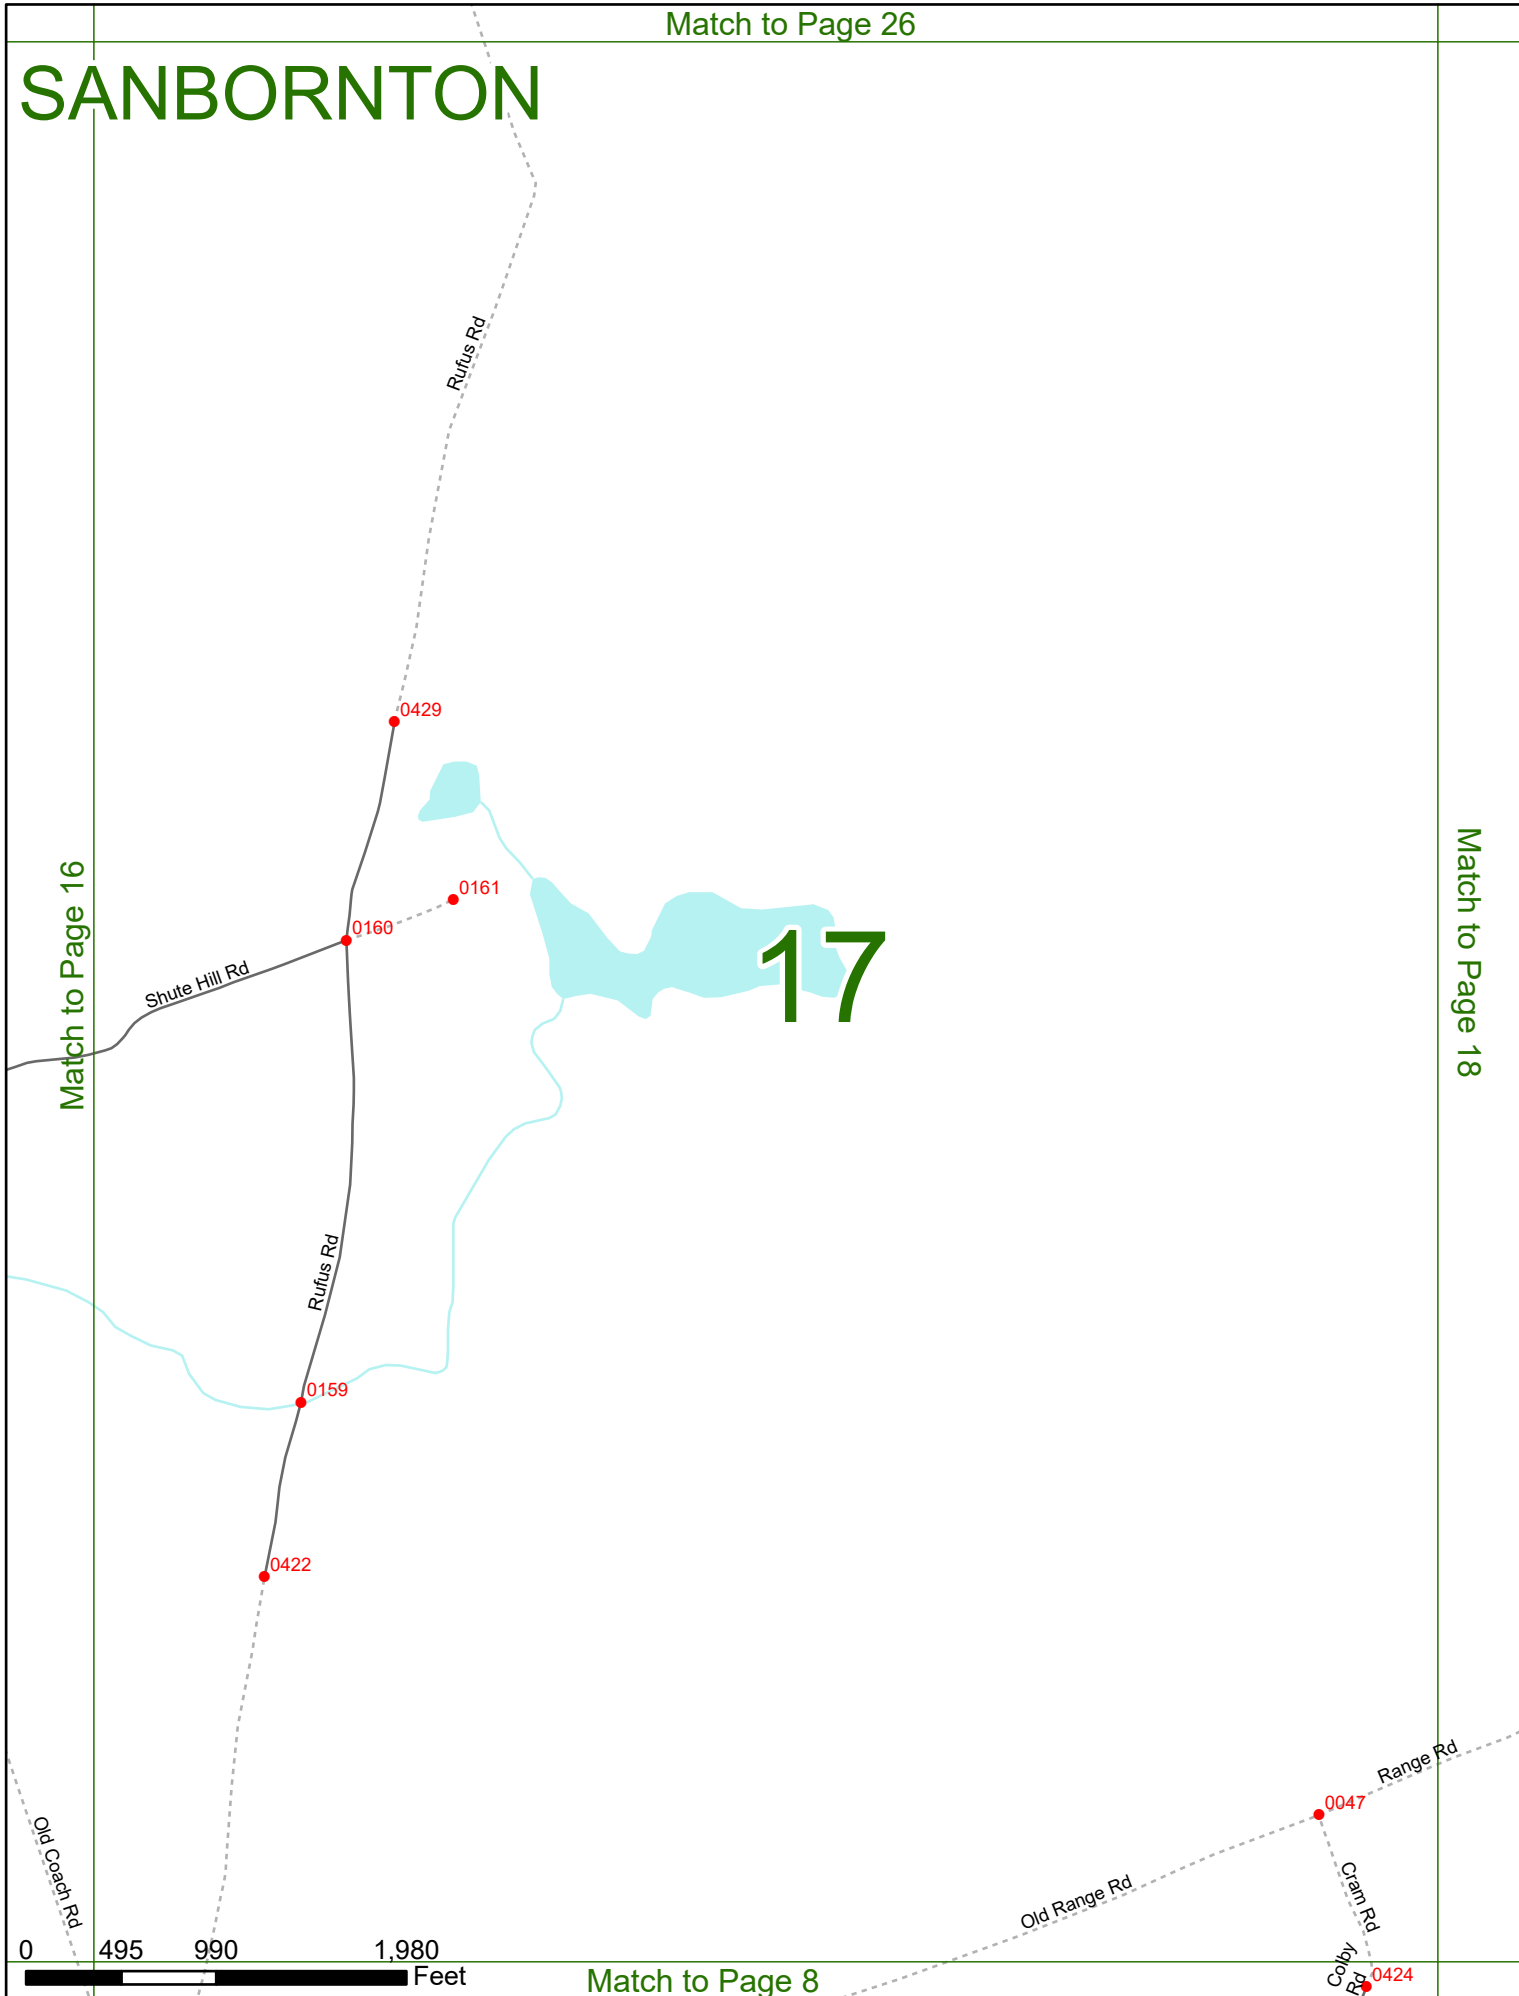 Match to Page 26
SANBORNTON
Rufus Rd
0429
0161
0160
17
Shute Hill Rd
Match to Page 16
Match to Page 18
Rufus Rd
0159
0422
Range Rd
0047
Old Coach Rd
Old Range Rd
Cram Rd
Colby
Rd
0424
0 495 990 1,980
Feet
Match to Page 8